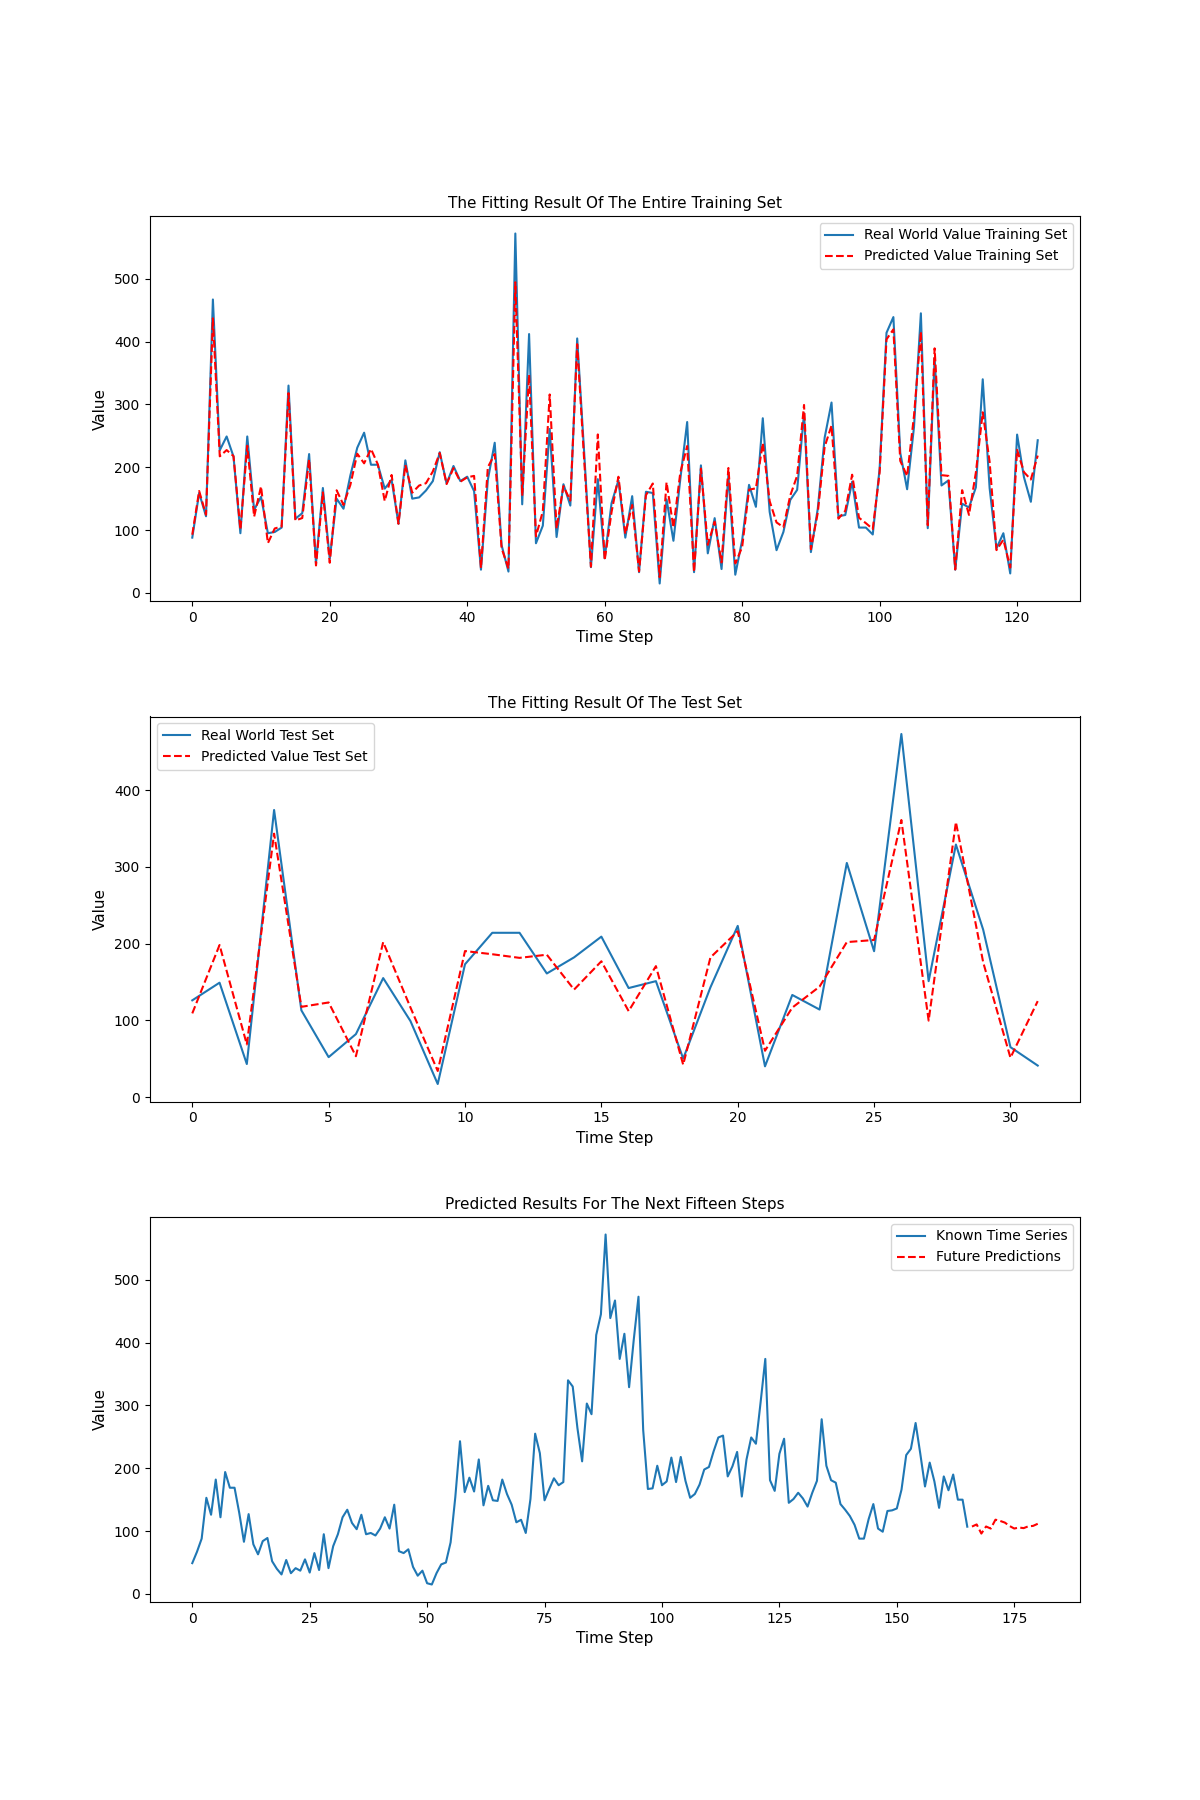 The Fitting Result Of The Entire Training Set
Real World Value Training Set
Predicted Value Training Set
500
400
300
200
100
0
Value
0 20 40 60 80 100 120
Time Step
The Fitting Result Of The Test Set
Real World Test Set
Predicted Value Test Set
400
300
200
100
0
Value
0 5 10 15 20 25 30
Time Step
Predicted Results For The Next Fifteen Steps
Known Time Series
Future Predictions
500
400
300
200
100
0
Value
0 25 50 75 100 125 150 175
Time Step